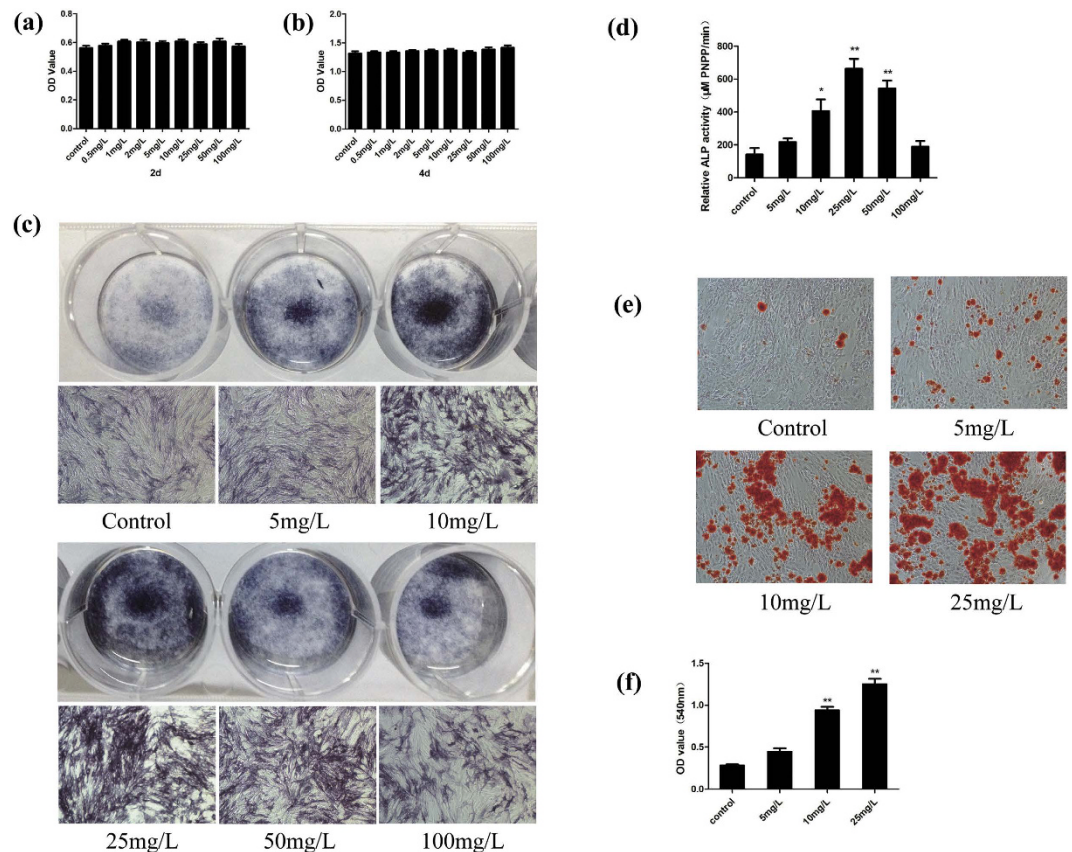 (a)
OD Value
0.8
0.6
0.4
0.2
0.0
control
0.5mg/L
1mg/L
2mg/L
5mg/L
10mg/L
25mg/L
50mg/L
100mg/L
2d
(b)
OD Value
2.0
1.5
1.0
0.5
0.0
control
0.5mg/L
1mg/L
2mg/L
5mg/L
10mg/L
25mg/L
50mg/L
100mg/L
4d
(c)
Control
5mg/L
10mg/L
25mg/L
50mg/L
100mg/L
(d)
Relative ALP activity（μM PNPP/min）
800
600
400
200
0
*
**
**
control
5mg/L
10mg/L
25mg/L
50mg/L
100mg/L
(e)
Control
5mg/L
10mg/L
25mg/L
(f)
OD value（540nm）
1.5
1.0
0.5
0.0
**
**
control
5mg/L
10mg/L
25mg/L